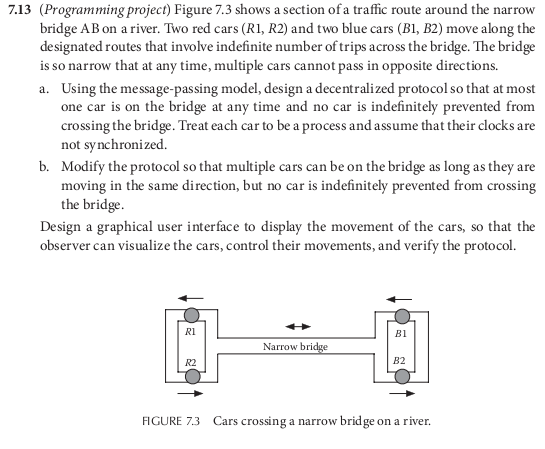 7.13 (Programming project) Figure 7.3 shows a section of a traffic route around the narrow
bridge AB on a river. Two red cars (R1, R2) and two blue cars (B1, B2) move along the
designated routes that involve indefinite number of trips across the bridge. The bridge
is so narrow that at any time, multiple cars cannot pass in opposite directions.
a. Using the message-passing model, design a decentralized protocol so that at most
one car is on the bridge at any time and no car is indefinitely prevented from
crossing the bridge. Treat each car to be a process and assume that their clocks are
not synchronized.
b. Modify the protocol so that multiple cars can be on the bridge as long as they are
moving in the same direction, but no car is indefinitely prevented from crossing
the bridge.
Design a graphical user interface to display the movement of the cars, so that the
observer can visualize the cars, control their movements, and verify the protocol.
R1
B1
Narrow bridge
R2
B2
FIGURE 7.3 Cars crossing a narrow bridge on a river.